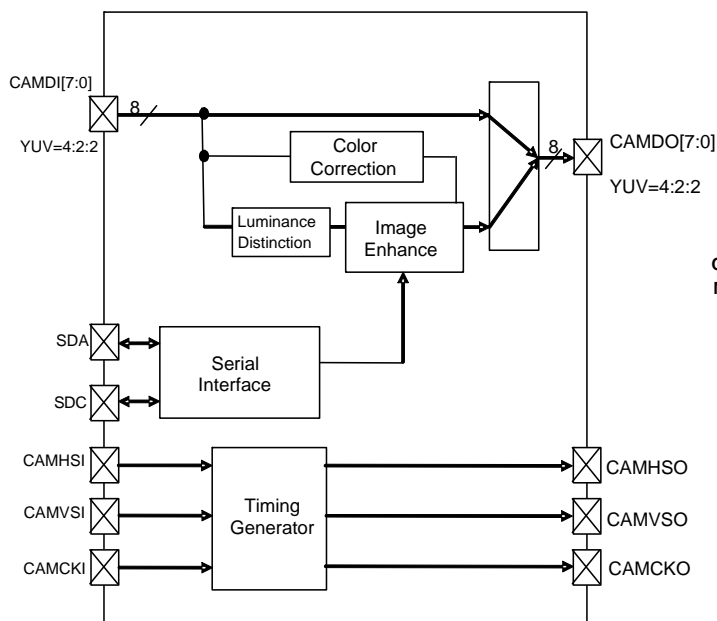 CAMDI[7:0]
8
YUV=4:2:2
Color
Correction
8
CAMDO[7:0]
YUV=4:2:2
Luminance
Distinction
Image
Enhance
SDA
SDC
Serial
Interface
CAMHSI
CAMVSI
CAMCKI
Timing
Generator
CAMHSO
CAMVSO
CAMCKO